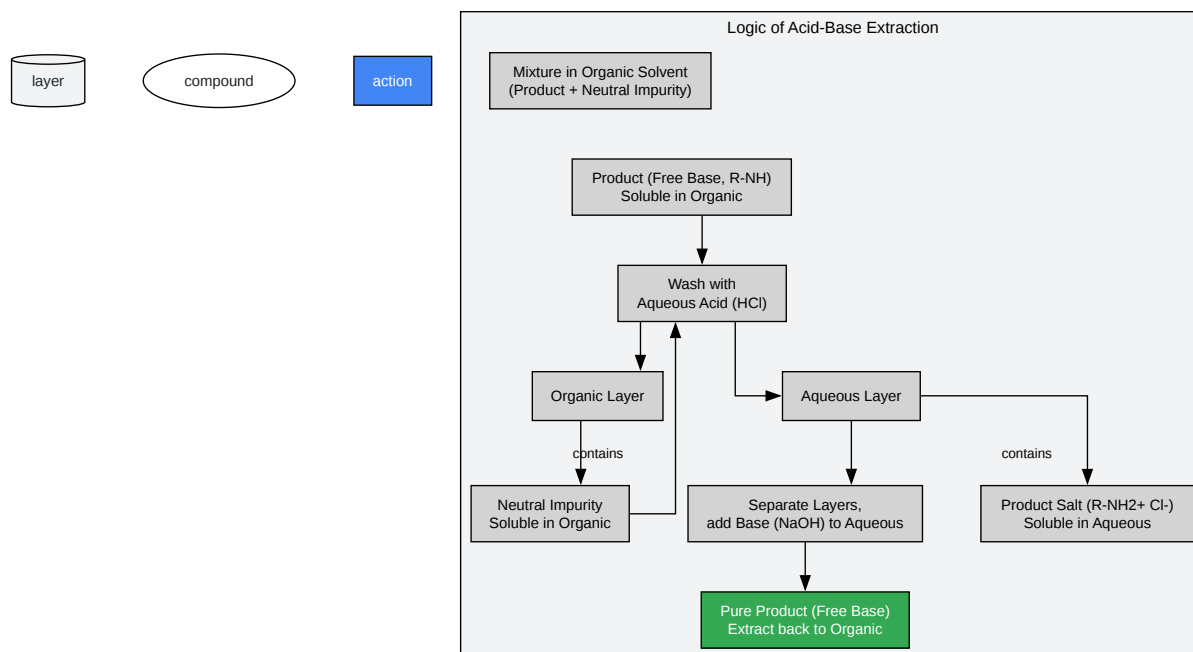 Logic of Acid-Base Extraction
layer
compound
action
Mixture in Organic Solvent
(Product + Neutral Impurity)
Product (Free Base, R-NH)
Soluble in Organic
Wash with
Aqueous Acid (HCl)
Organic Layer
Aqueous Layer
contains
contains
Neutral Impurity
Soluble in Organic
Separate Layers,
add Base (NaOH) to Aqueous
Product Salt (R-NH2+ Cl-)
Soluble in Aqueous
Pure Product (Free Base)
Extract back to Organic